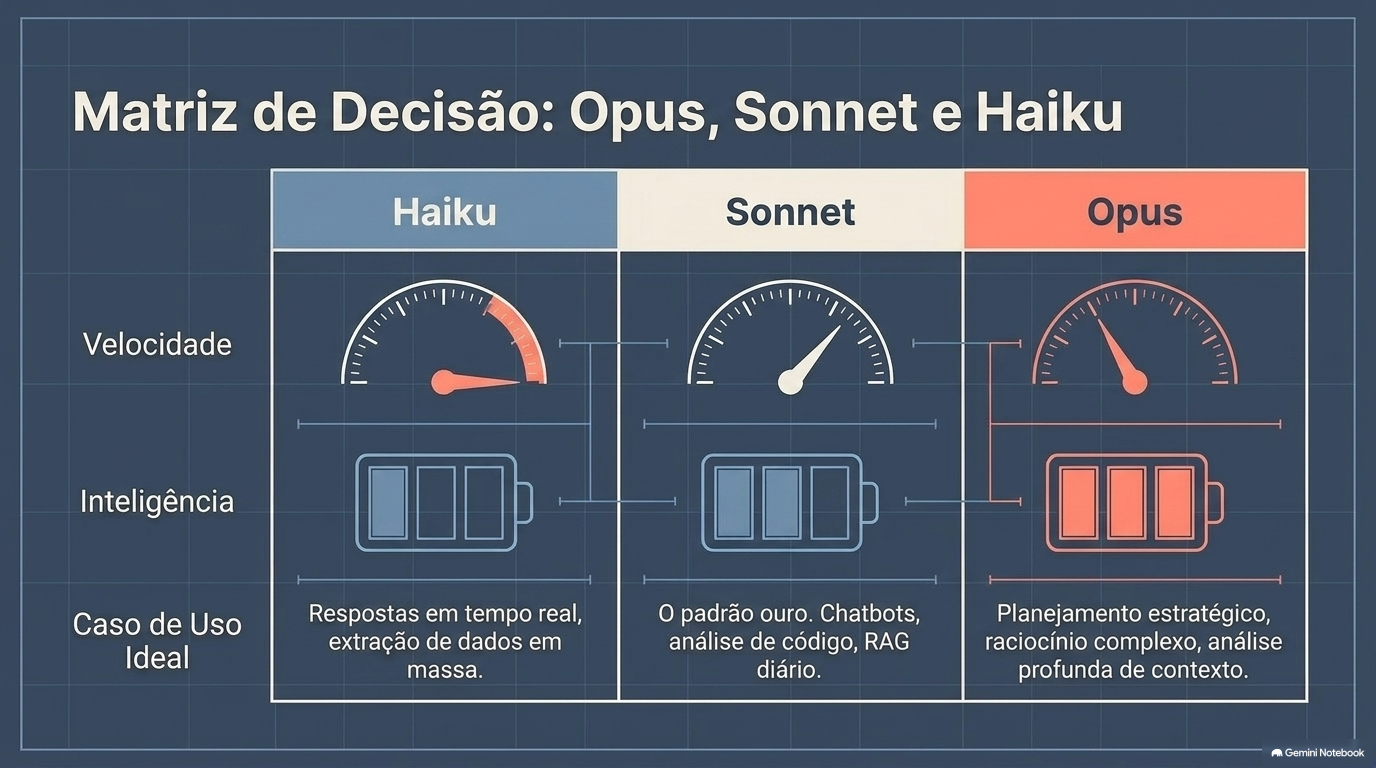 Matriz de Decisão: Opus, Sonnet e Haiku
Haiku
Sonnet
Opus
Velocidade
Inteligência
Caso de Uso
Ideal
Respostas em tempo real,
extração de dados em
massa.
O padrão ouro. Chatbots,
análise de código, RAG
diário.
Planejamento estratégico,
raciocínio complexo, análise
profunda de contexto.
Gemini Notebook